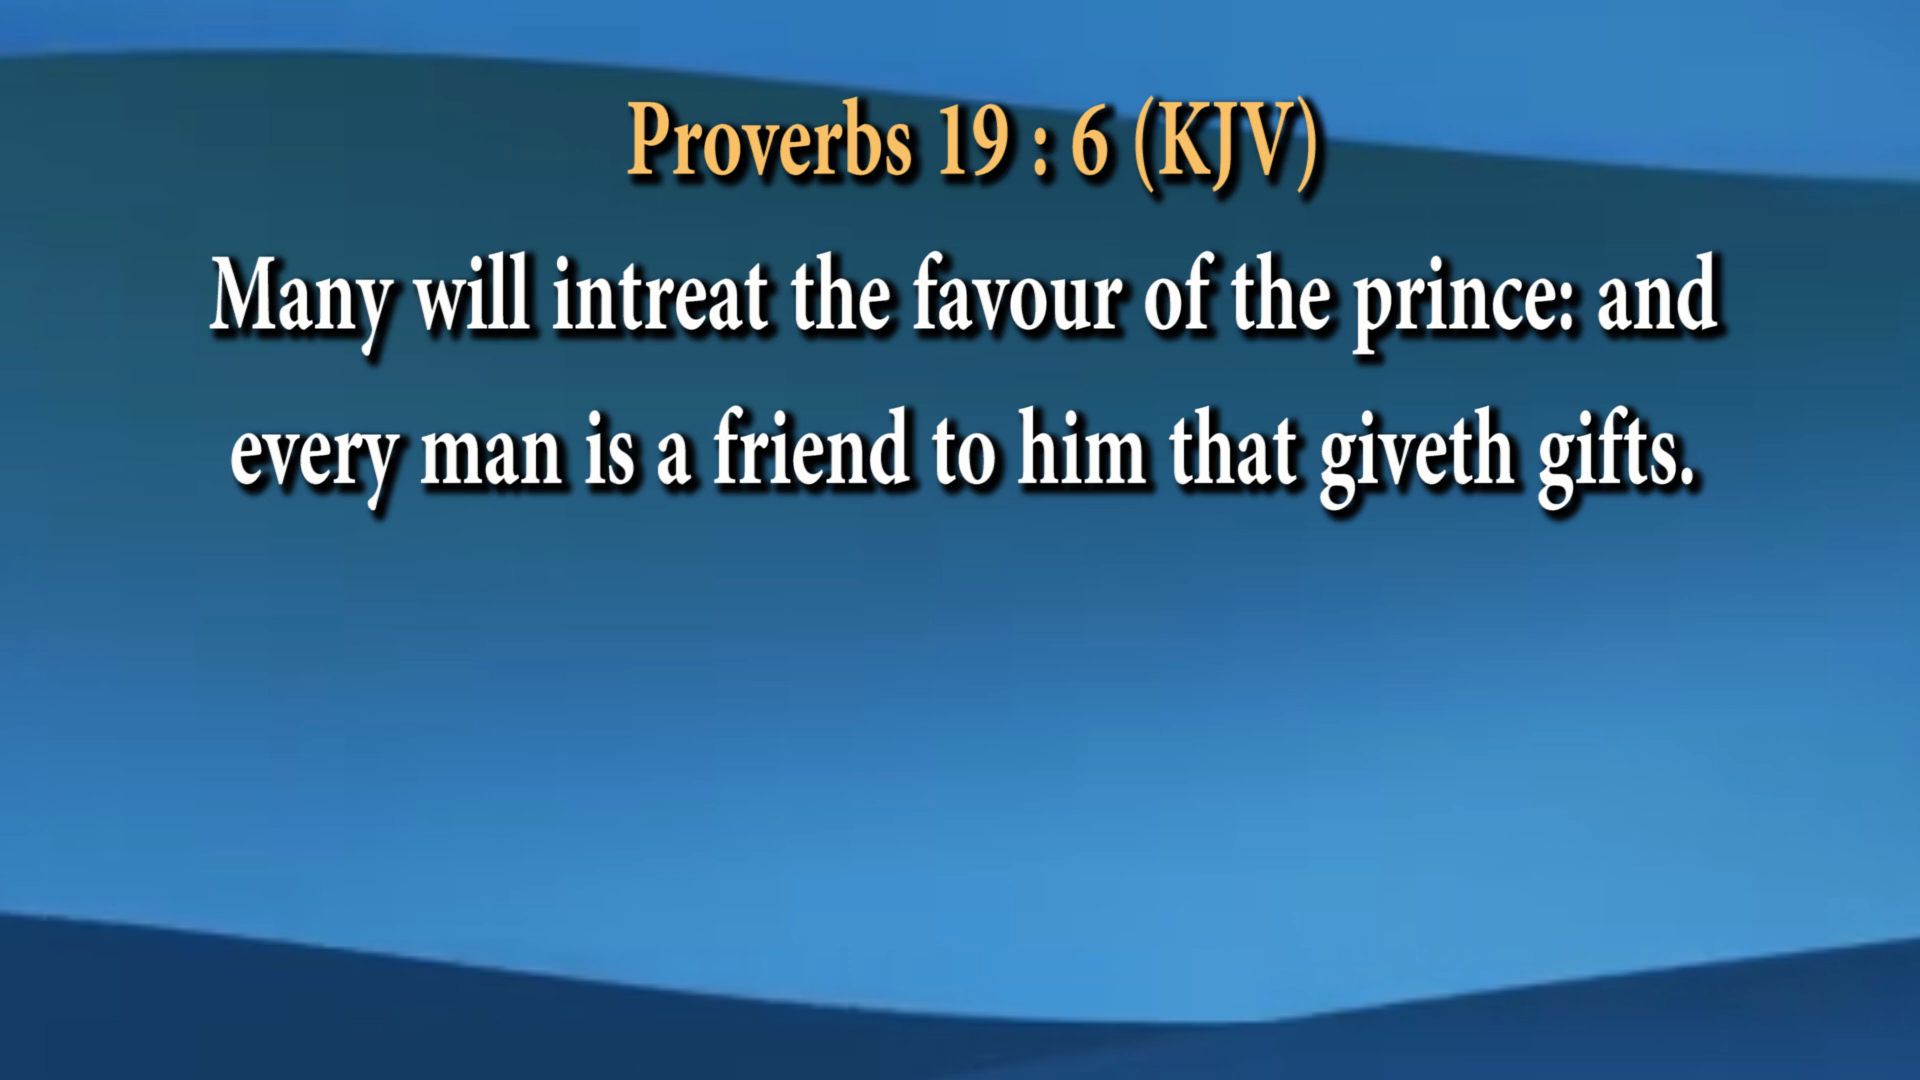 Proverbs 19 : 6 (KJV)
Many will intreat the favour of the prince: and
every man is a friend to him that giveth gifts.